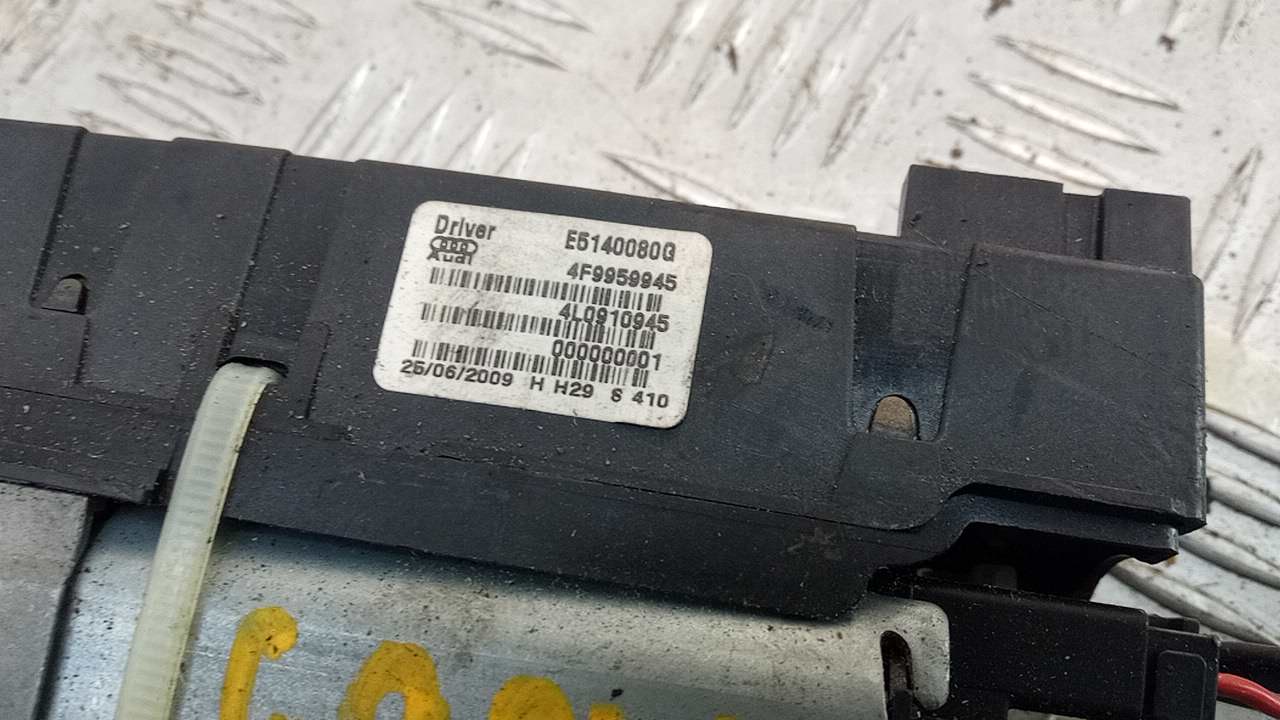 Driver E5140080G
Audi 4F9959945
4L0910945
000000001
25/06/2009 H H29 S 410